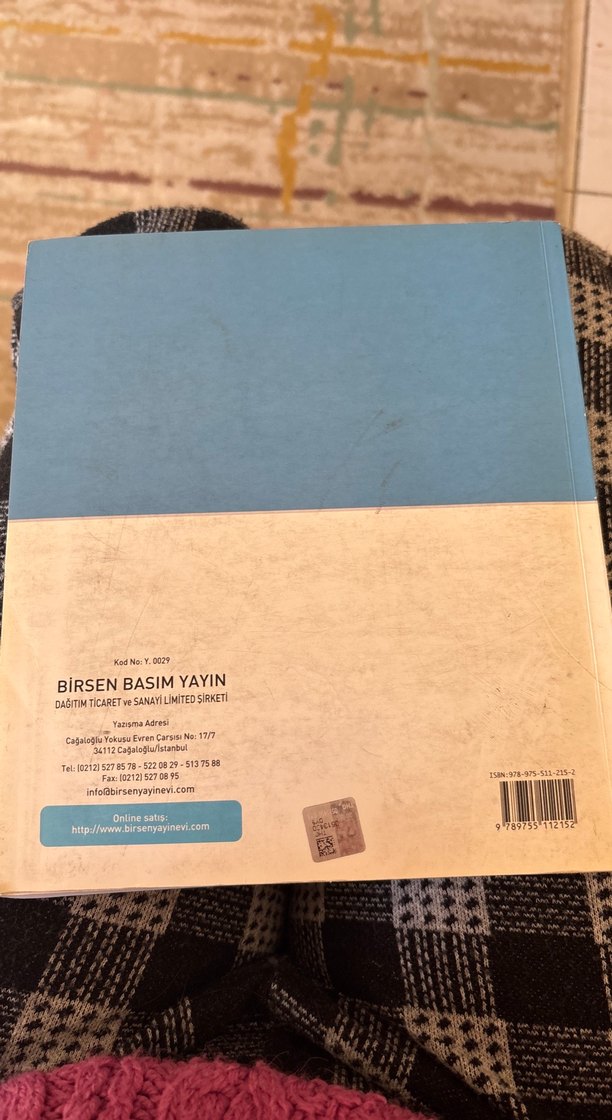 Kod No: Y. 0029
BİRSEN BASIM YAYIN
DAĞITIM TİCARET ve SANAYİ LİMİTED ŞİRKETİ
Yazışma Adresi
Cağaloğlu Yokuşu Evren Çarşısı No: 17/7
34112 Cağaloğlu/İstanbul
Tel: (0212) 527 85 78 - 522 08 29 - 513 75 88
Fax: (0212) 527 08 95
info@birsenyayinevi.com
Online satış:
http://www.birsenyayinevi.com
ISBN:978-975-511-215-2
9 789755 112152